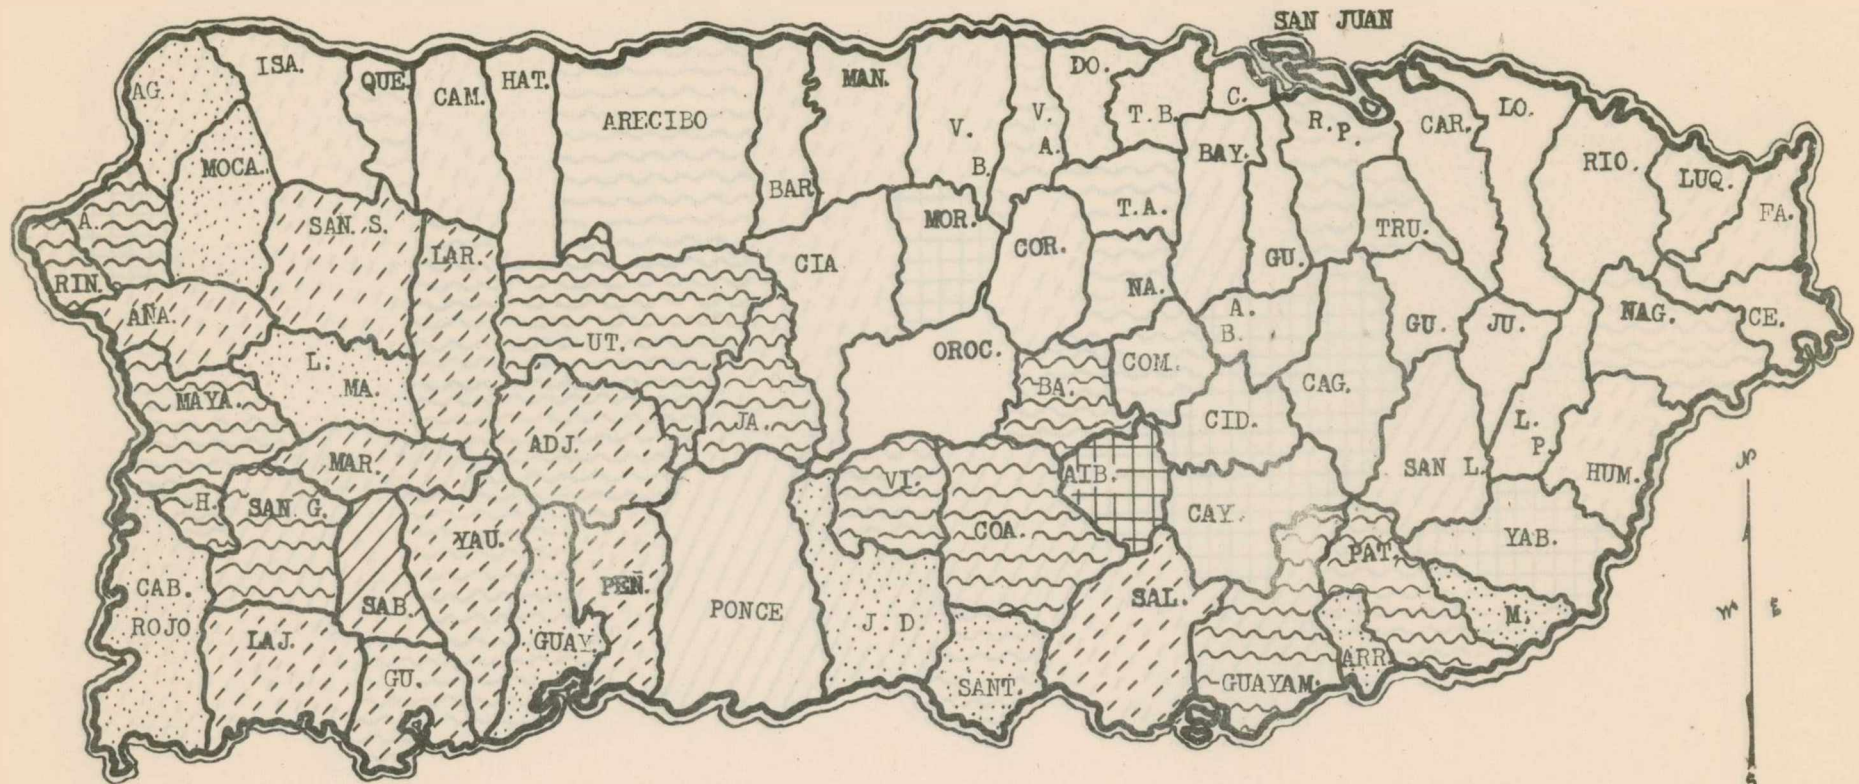 SAN JUAN
AG.
ISA.
QUE.
CAM.
HAT.
ARECIBO
BAR
MAN.
V.
B.
V.
A.
DO.
T.B.
C.
BAY.
R.
P.
CAR.
LO.
RIO.
LUQ.
FA.
MOCA.
A.
RIN.
SAN. S.
LAR.
CIA
MOR.
COR.
T.A.
NA.
GU.
TRU.
AÑA.
L.
MA.
UT.
OROC.
A.
B.
GU.
JU.
NAG.
CE.
MAYA.
ADJ.
JA.
BA.
COM.
CID.
CAG.
L.
P.
HUM.
MAR.
H.
SAN G.
VI.
COA.
AIB.
CAY.
SAN L.
YAB.
CAB.
ROJO
SAB.
YAU.
GUAY.
PEÑ.
PONCE
J. D.
SAL.
PAT.
M.
LAJ.
GU.
SANT.
GUAYAM.
ARR.
N
E
S